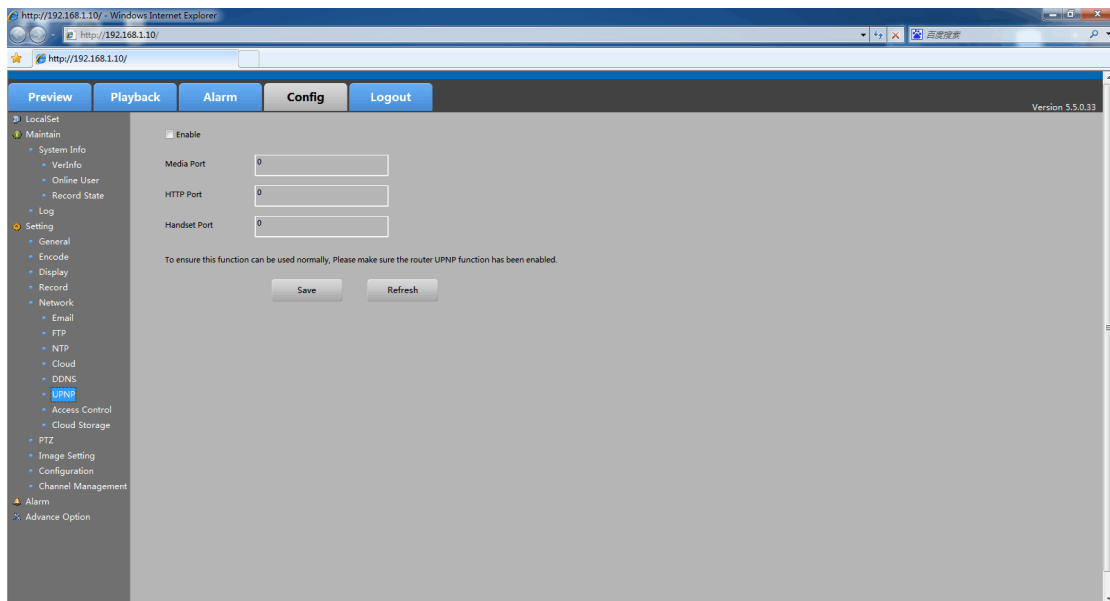 http://192.168.1.10/ - Windows Internet Explorer
http://192.168.1.10/
百度搜索
http://192.168.1.10/
Preview Playback Alarm Config Logout
Version 5.5.0.33
LocalSet
Maintain
System Info
VerInfo
Online User
Record State
Log
Setting
General
Encode
Display
Record
Network
Email
FTP
NTP
Cloud
DDNS
UPNP
Access Control
Cloud Storage
PTZ
Image Setting
Configuration
Channel Management
Alarm
Advance Option
Enable
Media Port 0
HTTP Port 0
Handset Port 0
To ensure this function can be used normally, Please make sure the router UPNP function has been enabled.
Save Refresh